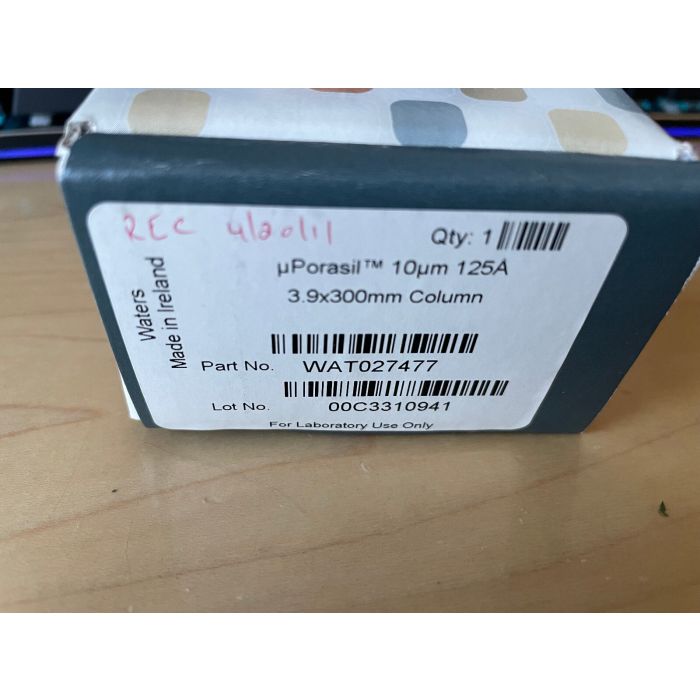 REC 4/20/11
Qty: 1
µPorasil™ 10µm 125Å
3.9x300mm Column
Waters
Made in Ireland
Part No. WAT027477
Lot No. 00C3310941
For Laboratory Use Only